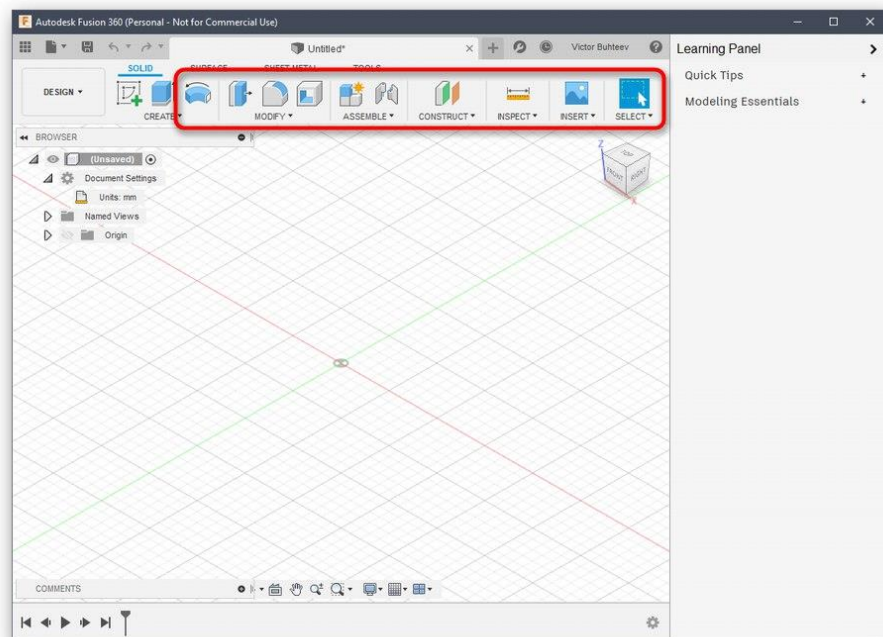 Autodesk Fusion 360 (Personal - Not for Commercial Use)
Untitled*
Victor Buhteev
Learning Panel
SOLID SURFACE SHEET METAL TOOLS
Quick Tips
DESIGN
Modeling Essentials
CREATE MODIFY ASSEMBLE CONSTRUCT INSPECT INSERT SELECT
BROWSER
(Unsaved)
Document Settings
Units: mm
Named Views
Origin
Z
TOP
FRONT
RIGHT
X
COMMENTS